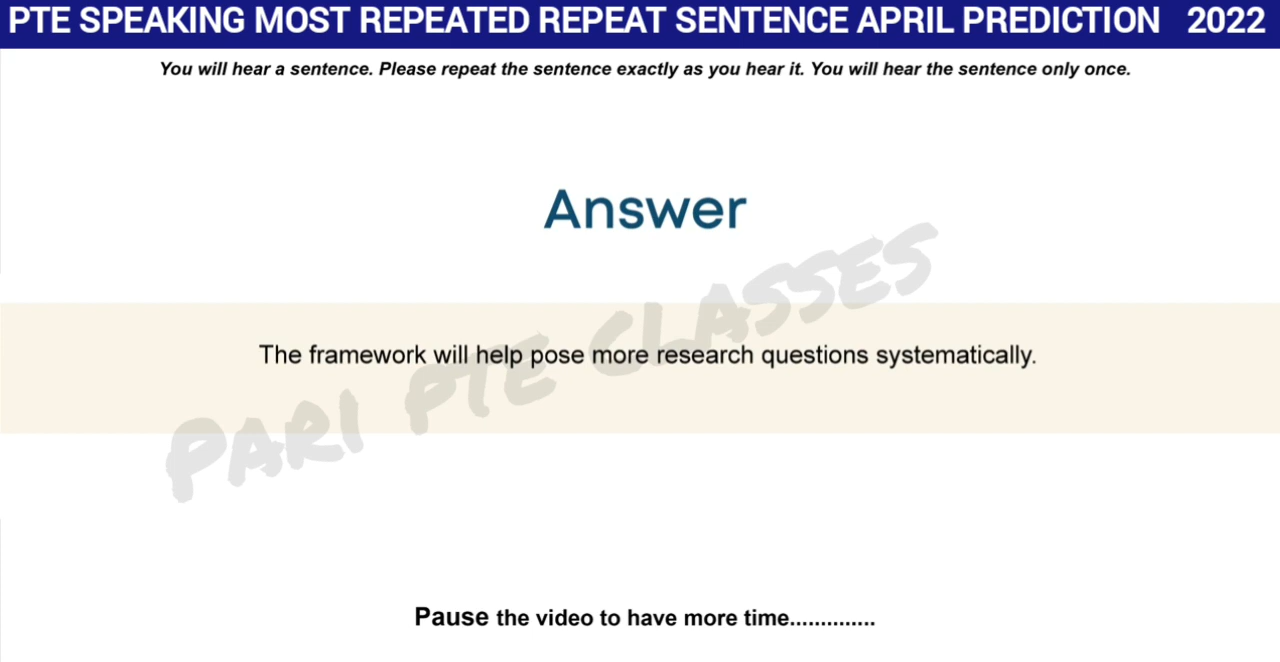 PTE SPEAKING MOST REPEATED REPEAT SENTENCE APRIL PREDICTION 2022
You will hear a sentence. Please repeat the sentence exactly as you hear it. You will hear the sentence only once.
Answer
The framework will help pose more research questions systematically.
PARI PTE CLASSES
Pause the video to have more time..............